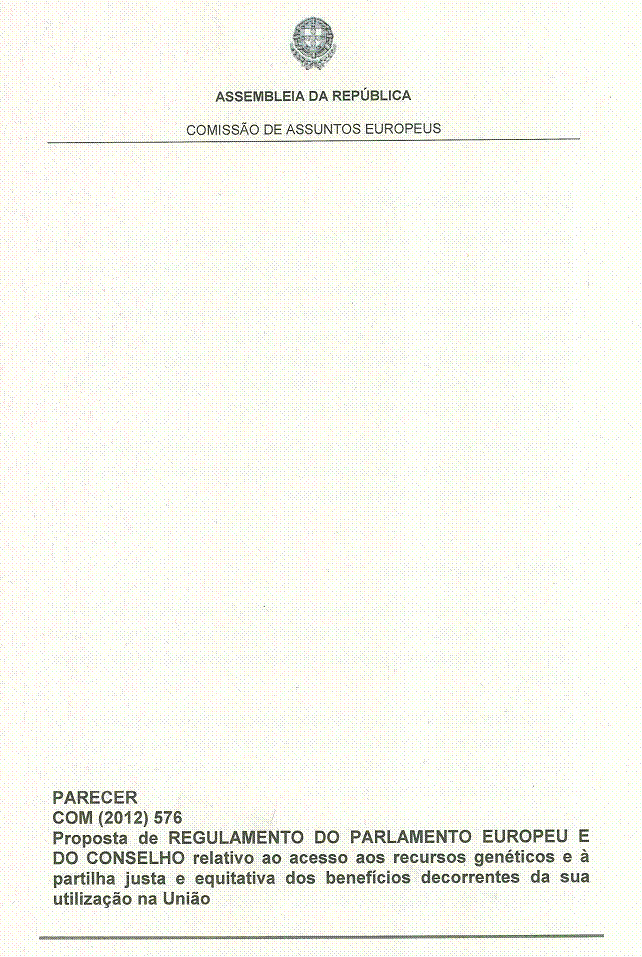 ASSEMBLEIA DA REPÚBLICA
COMISSÃO DE ASSUNTOS EUROPEUS
PARECER
COM (2012) 576
Proposta de REGULAMENTO DO PARLAMENTO EUROPEU E
DO CONSELHO relativo ao acesso aos recursos genéticos e à
partilha justa e equitativa dos benefícios decorrentes da sua
utilização na União